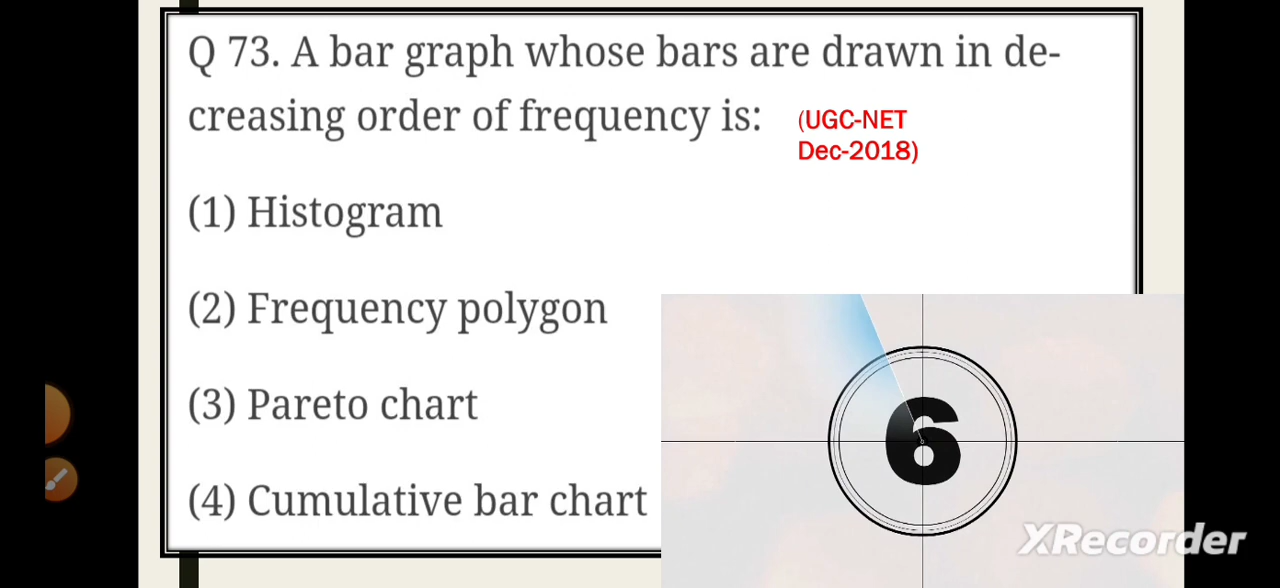 Q 73. A bar graph whose bars are drawn in de-
creasing order of frequency is:
(UGC-NET
Dec-2018)
(1) Histogram
(2) Frequency polygon
(3) Pareto chart
(4) Cumulative bar chart
6
XRecorder